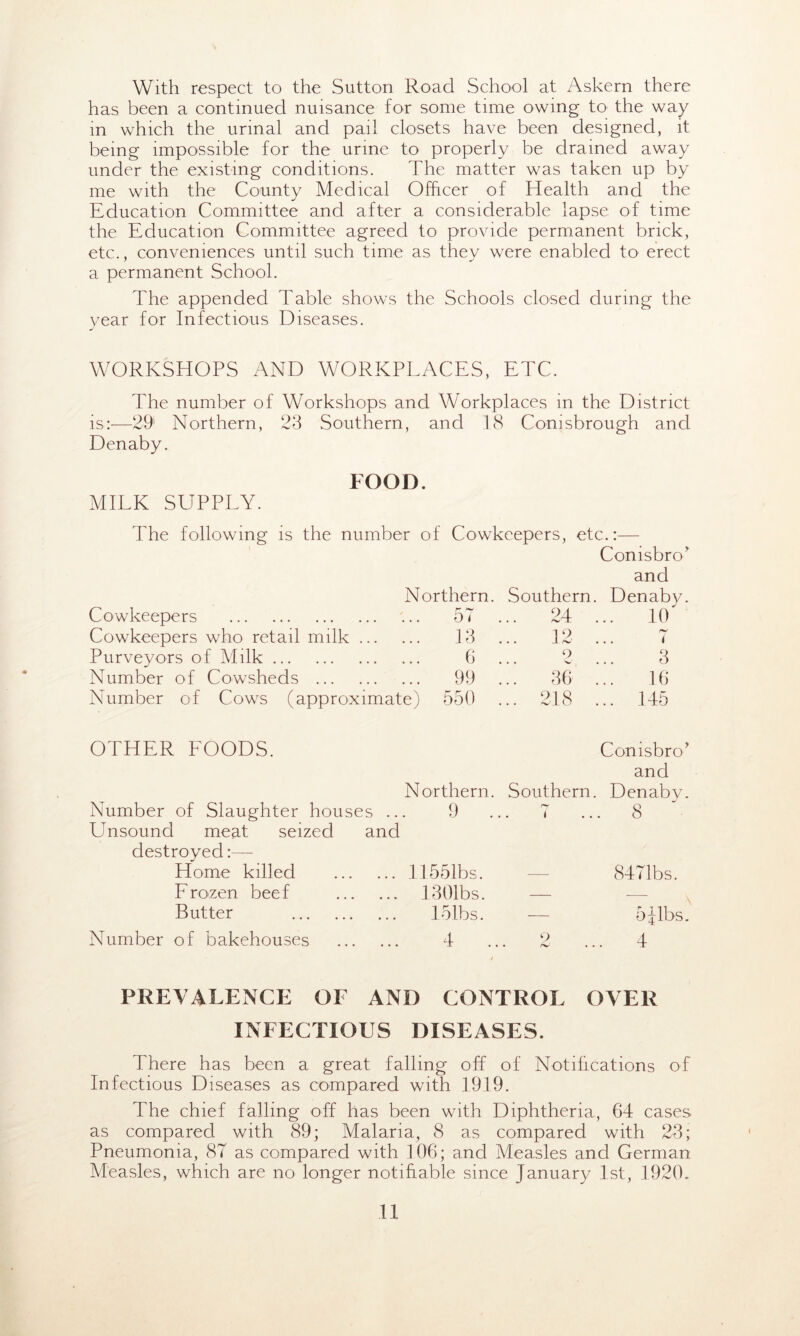 With respect to the Sutton Road School at Askern there
has been a continued nuisance for some time owing to the way
in which the urinal and pail closets have been designed, it
being impossible for the urine to properly be drained away
under the existing conditions. The matter was taken up by
me with the County Medical Officer of Health and the
Education Committee and after a considerable lapse of time
the Education Committee agreed to provide permanent brick,
etc., conveniences until such time as they were enabled to erect
a permanent School.
The appended Table shows the Schools closed during the
year for Infectious Diseases.
WORKSHOPS AND WORKPLACES, ETC.
The number of Workshops and Workplaces in the District
is:—29 Northern, 23 Southern, and 18 Conisbrough and
Denaby.
FOOD.
MILK SUPPLY.
The following is the number of Cowkeepers, etc.:—
Conisbro'
and
Northern. Southern. Denaby.
Cowkeepers ... ... ... ... ... 57 ... 24 ... 10
Cowkeepers who retail milk ... ... 13 ... 12 ... 7
Purveyors of Milk ... ... ... ... 6 ... 2 ... 3
Number of Cowsheds ... ... ... 99 ... 36 ... 16
Number of Cows (approximate) 550 ... 218 ... 145
OTHER FOODS. Conisbro'
and
Northern. Southern. Denaby.
Number of Slaughter houses ... 9 ... 7 ... 8
Unsound meat seized and
destroyed:—
Home killed ... ... 1155lbs. — 847lbs.
Frozen beef ... ... 130lbs. — —
Butter ... ... ... 15lbs. — 5¼lbs.
Number of bakehouses ... ... 4 ... 2 ... 4
PREVALENCE OF AND CONTROL OVER
INFECTIOUS DISEASES.
There has been a great falling off of Notifications of
Infectious Diseases as compared with 1919.
The chief falling off has been with Diphtheria, 64 cases
as compared with 89; Malaria, 8 as compared with 23;
Pneumonia, 87 as compared with 106; and Measles and German
Measles, which are no longer notifiable since January 1st, 1920.
11